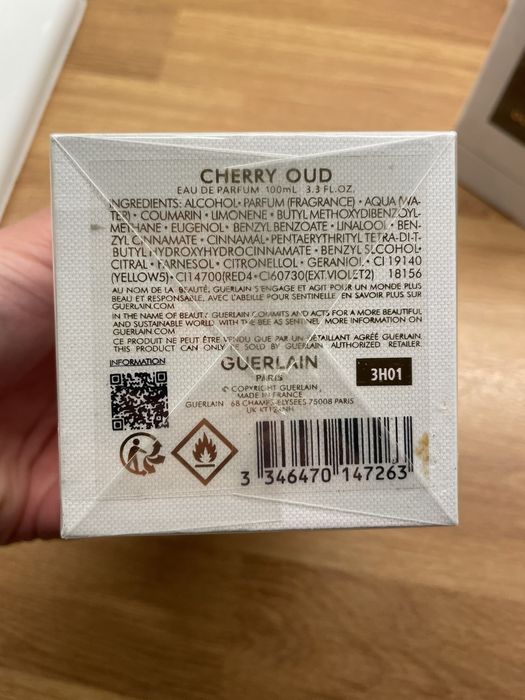 CHERRY OUD
EAU DE PARFUM 100mL 3.3 FL.OZ.
INGREDIENTS: ALCOHOL • PARFUM (FRAGRANCE) • AQUA (WA-
TER) • COUMARIN • LIMONENE • BUTYL METHOXYDIBENZOYL-
METHANE • EUGENOL • BENZYL BENZOATE • LINALOOL • BEN-
ZYL CINNAMATE • CINNAMAL • PENTAERYTHRITYL TETRA-DI-T-
BUTYL HYDROXYHYDROCINNAMATE • BENZYL ALCOHOL •
CITRAL • FARNESOL • CITRONELLOL • GERANIOL • CI 19140
(YELLOW5) • CI 14700 (RED4) • CI 60730 (EXT.VIOLET2) 18156
AU NOM DE LA BEAUTÉ, GUERLAIN S'ENGAGE ET AGIT POUR UN MONDE PLUS
BEAU ET RESPONSABLE, AVEC L'ABEILLE POUR SENTINELLE. EN SAVOIR PLUS SUR
GUERLAIN.COM
IN THE NAME OF BEAUTY, GUERLAIN COMMITS AND ACTS FOR A MORE BEAUTIFUL
AND SUSTAINABLE WORLD WITH THE BEE AS SENTINEL. MORE INFORMATION ON
GUERLAIN.COM
CE PRODUIT NE PEUT ÊTRE VENDU QUE PAR UN DÉTAILLANT AGRÉÉ GUERLAIN.
THIS PRODUCT CAN ONLY BE SOLD BY GUERLAIN AUTHORIZED RETAILER.
INFORMATION
GUERLAIN
PARIS
3H01
© COPYRIGHT GUERLAIN
MADE IN FRANCE
GUERLAIN 68 CHAMPS-ELYSEES 75008 PARIS
UK KT12 4NH
3 346470 147263